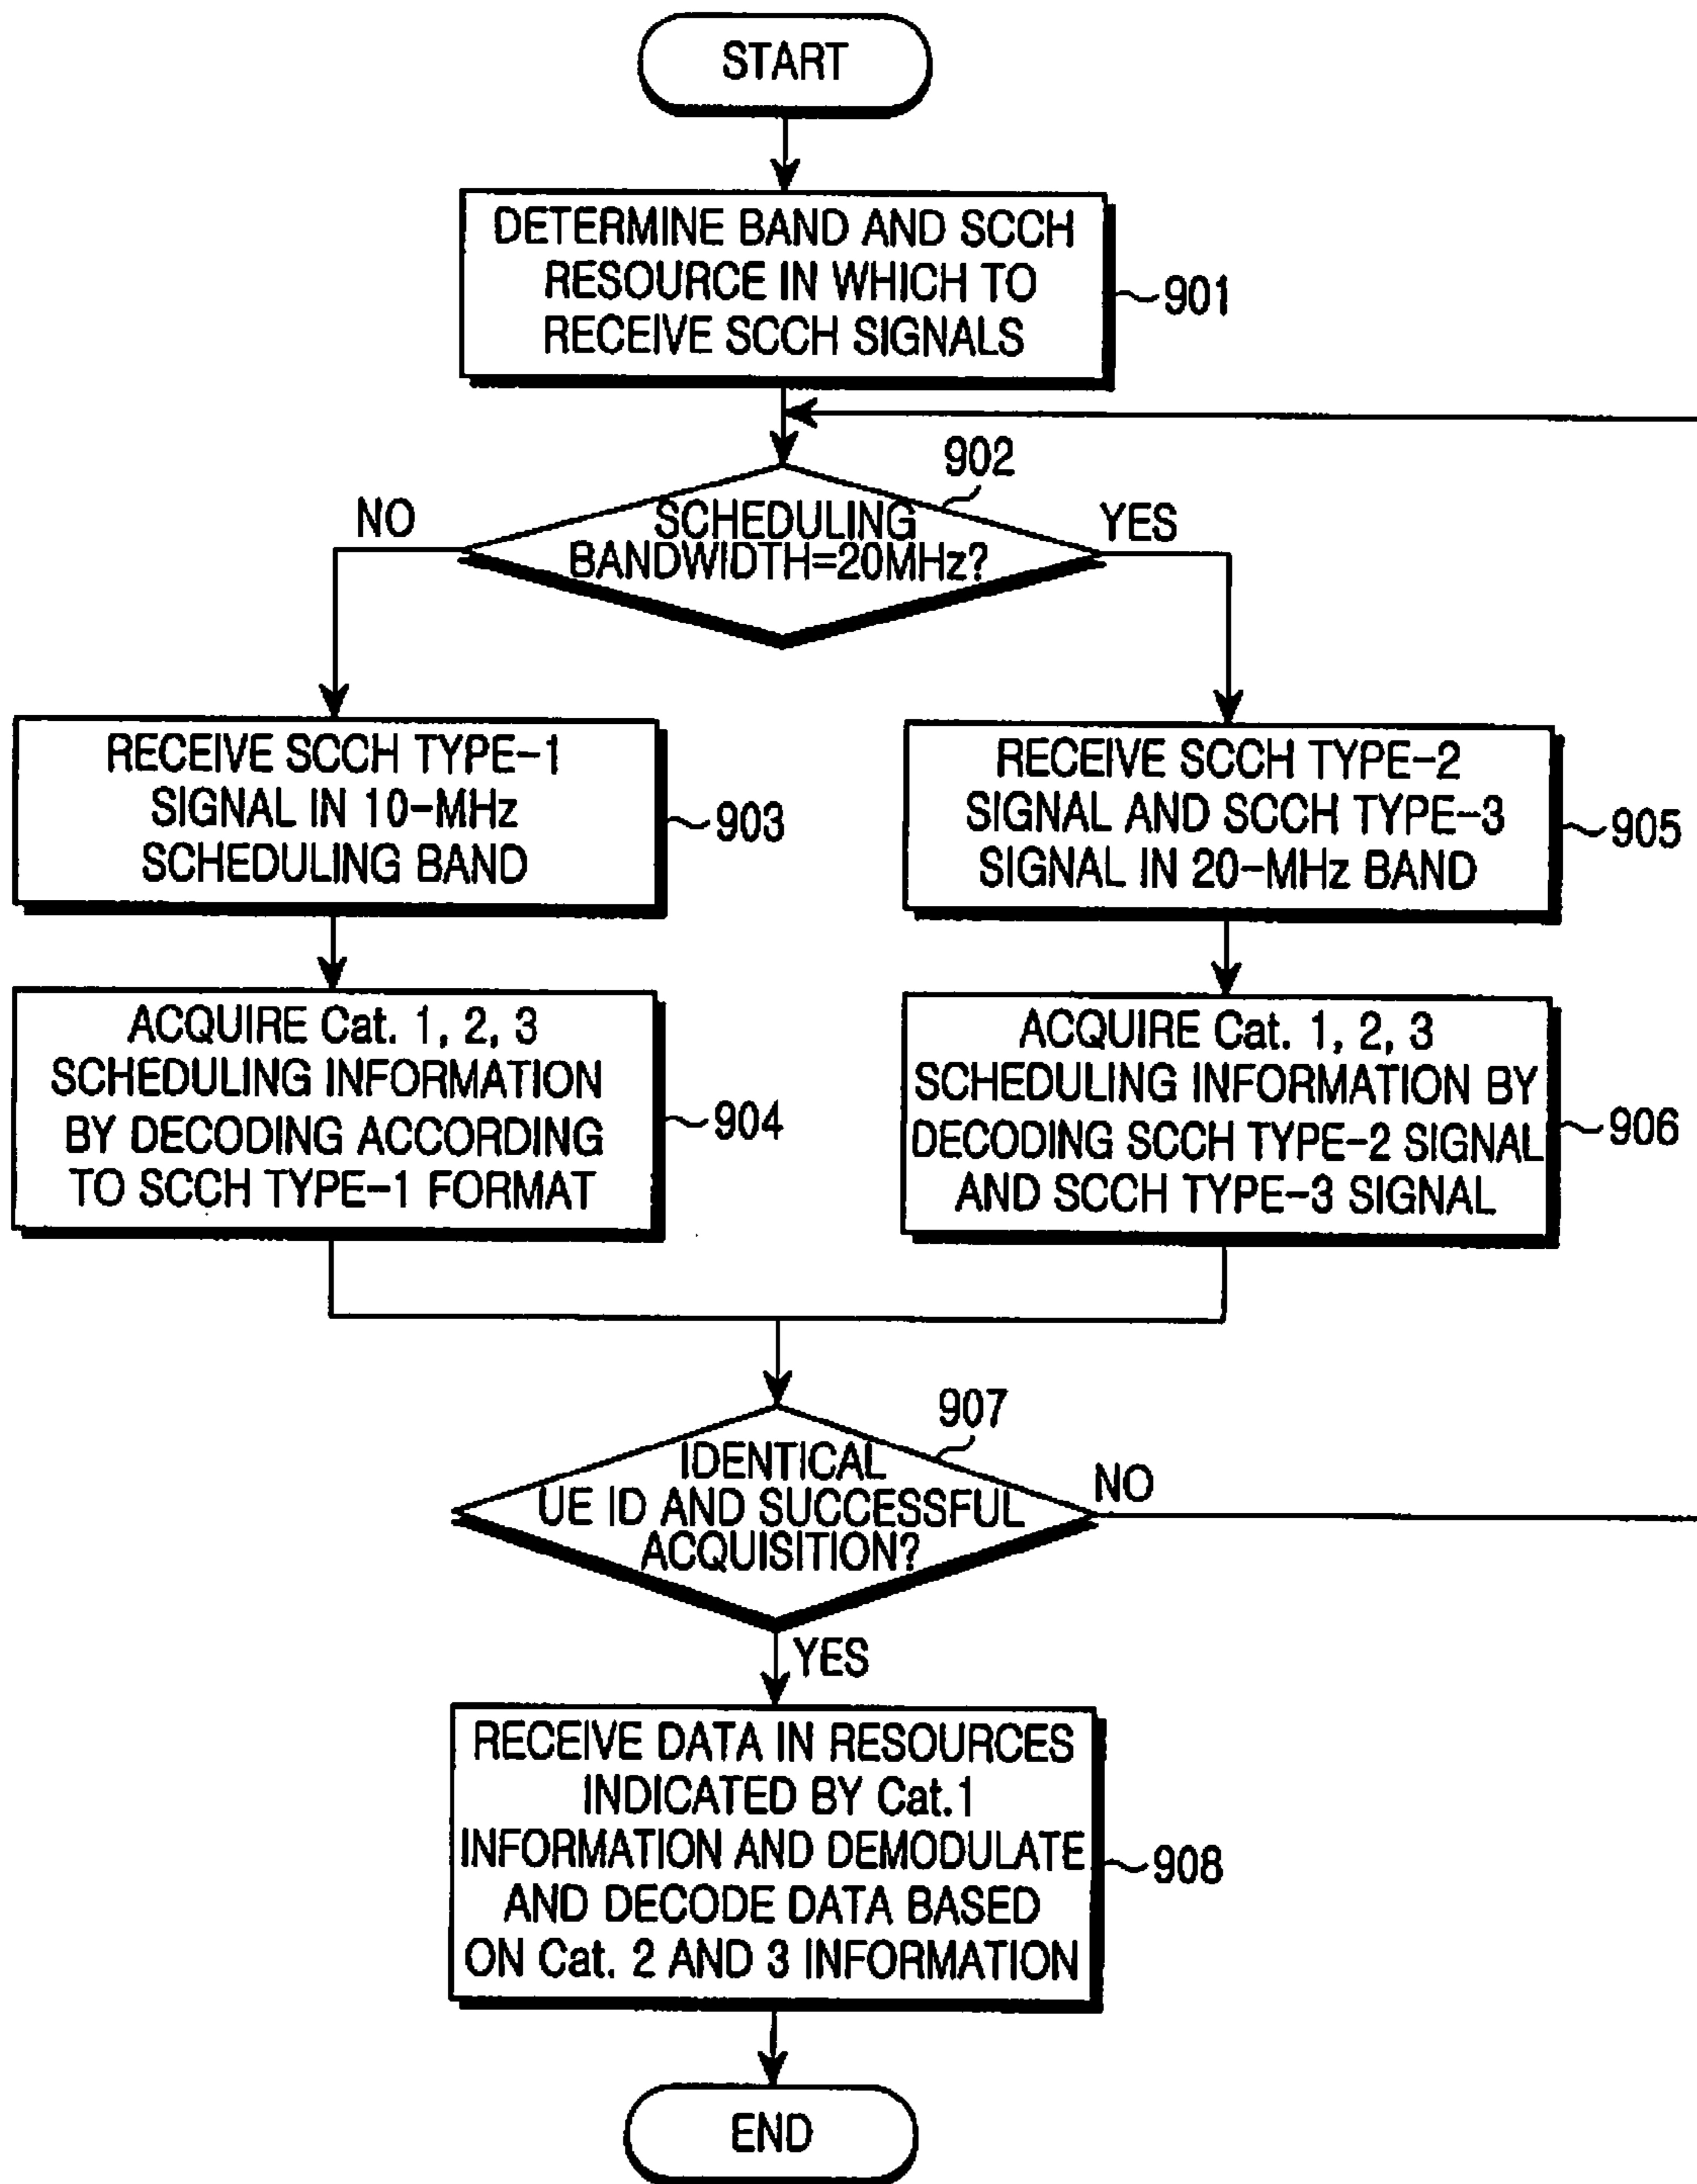 START
DETERMINE BAND AND SCCH
RESOURCE IN WHICH TO
RECEIVE SCCH SIGNALS
901
902
SCHEDULING
BANDWIDTH=20MHz?
NO
YES
RECEIVE SCCH TYPE-1
SIGNAL IN 10-MHz
SCHEDULING BAND
903
RECEIVE SCCH TYPE-2
SIGNAL AND SCCH TYPE-3
SIGNAL IN 20-MHz BAND
905
ACQUIRE Cat. 1, 2, 3
SCHEDULING INFORMATION
BY DECODING ACCORDING
TO SCCH TYPE-1 FORMAT
904
ACQUIRE Cat. 1, 2, 3
SCHEDULING INFORMATION BY
DECODING SCCH TYPE-2 SIGNAL
AND SCCH TYPE-3 SIGNAL
906
907
IDENTICAL
UE ID AND SUCCESSFUL
ACQUISITION?
NO
YES
RECEIVE DATA IN RESOURCES
INDICATED BY Cat.1
INFORMATION AND DEMODULATE
AND DECODE DATA BASED
ON Cat. 2 AND 3 INFORMATION
908
END